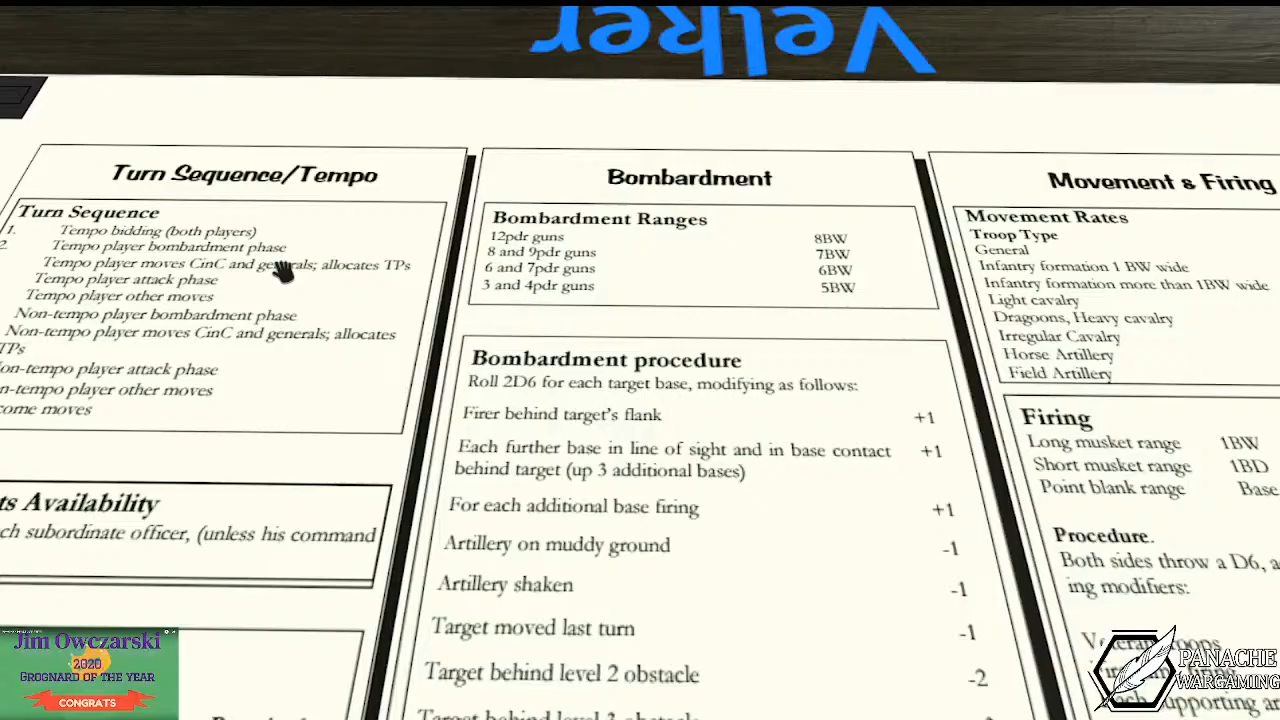 Velker
Turn Sequence/Tempo
Turn Sequence
1. Tempo bidding (both players)
2. Tempo player bombardment phase
Tempo player moves CinC and generals; allocates TPs
Tempo player attack phase
Tempo player other moves
Non-tempo player bombardment phase
Non-tempo player moves CinC and generals; allocates
TPs
on-tempo player attack phase
n-tempo player other moves
come moves
ts Availability
ch subordinate officer, (unless his command
Bombardment
Bombardment Ranges
12pdr guns 8BW
8 and 9pdr guns 7BW
6 and 7pdr guns 6BW
3 and 4pdr guns 5BW
Bombardment procedure
Roll 2D6 for each target base, modifying as follows:
Firer behind target's flank +1
Each further base in line of sight and in base contact +1
behind target (up 3 additional bases)
For each additional base firing +1
Artillery on muddy ground -1
Artillery shaken -1
Target moved last turn -1
Target behind level 2 obstacle -2
Movement & Firing
Movement Rates
Troop Type
General
Infantry formation 1 BW wide
Infantry formation more than 1BW wide
Light cavalry
Dragoons, Heavy cavalry
Irregular Cavalry
Horse Artillery
Field Artillery
Firing
Long musket range 1BW
Short musket range 1BD
Point blank range Base
Procedure.
Both sides throw a D6, a
ing modifiers:
Jim Owczarski
2020
GROGNARD OF THE YEAR
CONGRATS
PANACHE
WARGAMING